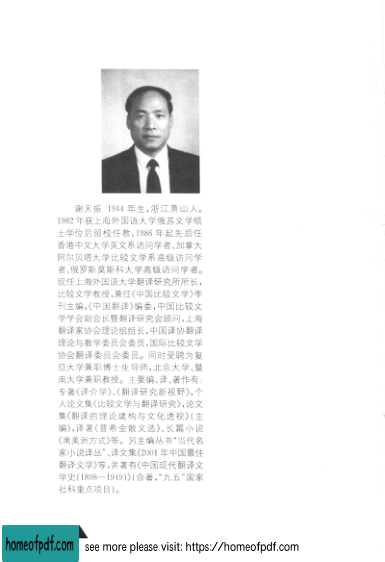 谢天振 1944 年生,浙江萧山人。
1982 年获上海外国语大学俄苏文学硕
士学位后留校任教,1986 年起先后任
香港中文大学英文系访问学者、加拿大
阿尔贝塔大学比较文学系高级访问学
者、俄罗斯莫斯科大学高级访问学者。
现任上海外国语大学翻译研究所所长,
比较文学教授,兼任《中国比较文学》季
刊主编,《中国翻译》编委,中国比较文
学学会副会长暨翻译研究会顾问,上海
翻译家协会理论组组长,中国译协翻译
理论与教学委员会委员,国际比较文学
协会翻译委员会委员。同时受聘为复
旦大学兼职博士生导师,北京大学、暨
南大学兼职教授。主要编、译、著作有:
专著《译介学》、《翻译研究新视野》,个
人论文集《比较文学与翻译研究》,论文
集《翻译的理论建构与文化透视》(主
编),译著《普希金散文选》、长篇小说
《南美洲方式》等。另主编丛书“当代名
家小说译丛”、译文集《2001 年中国最佳
翻译文学》等,并著有《中国现代翻译文
学史(1898—1949)》(合著,“九五”国家
社科重点项目)。
homeofpdf.com
see more please visit: https://homeofpdf.com